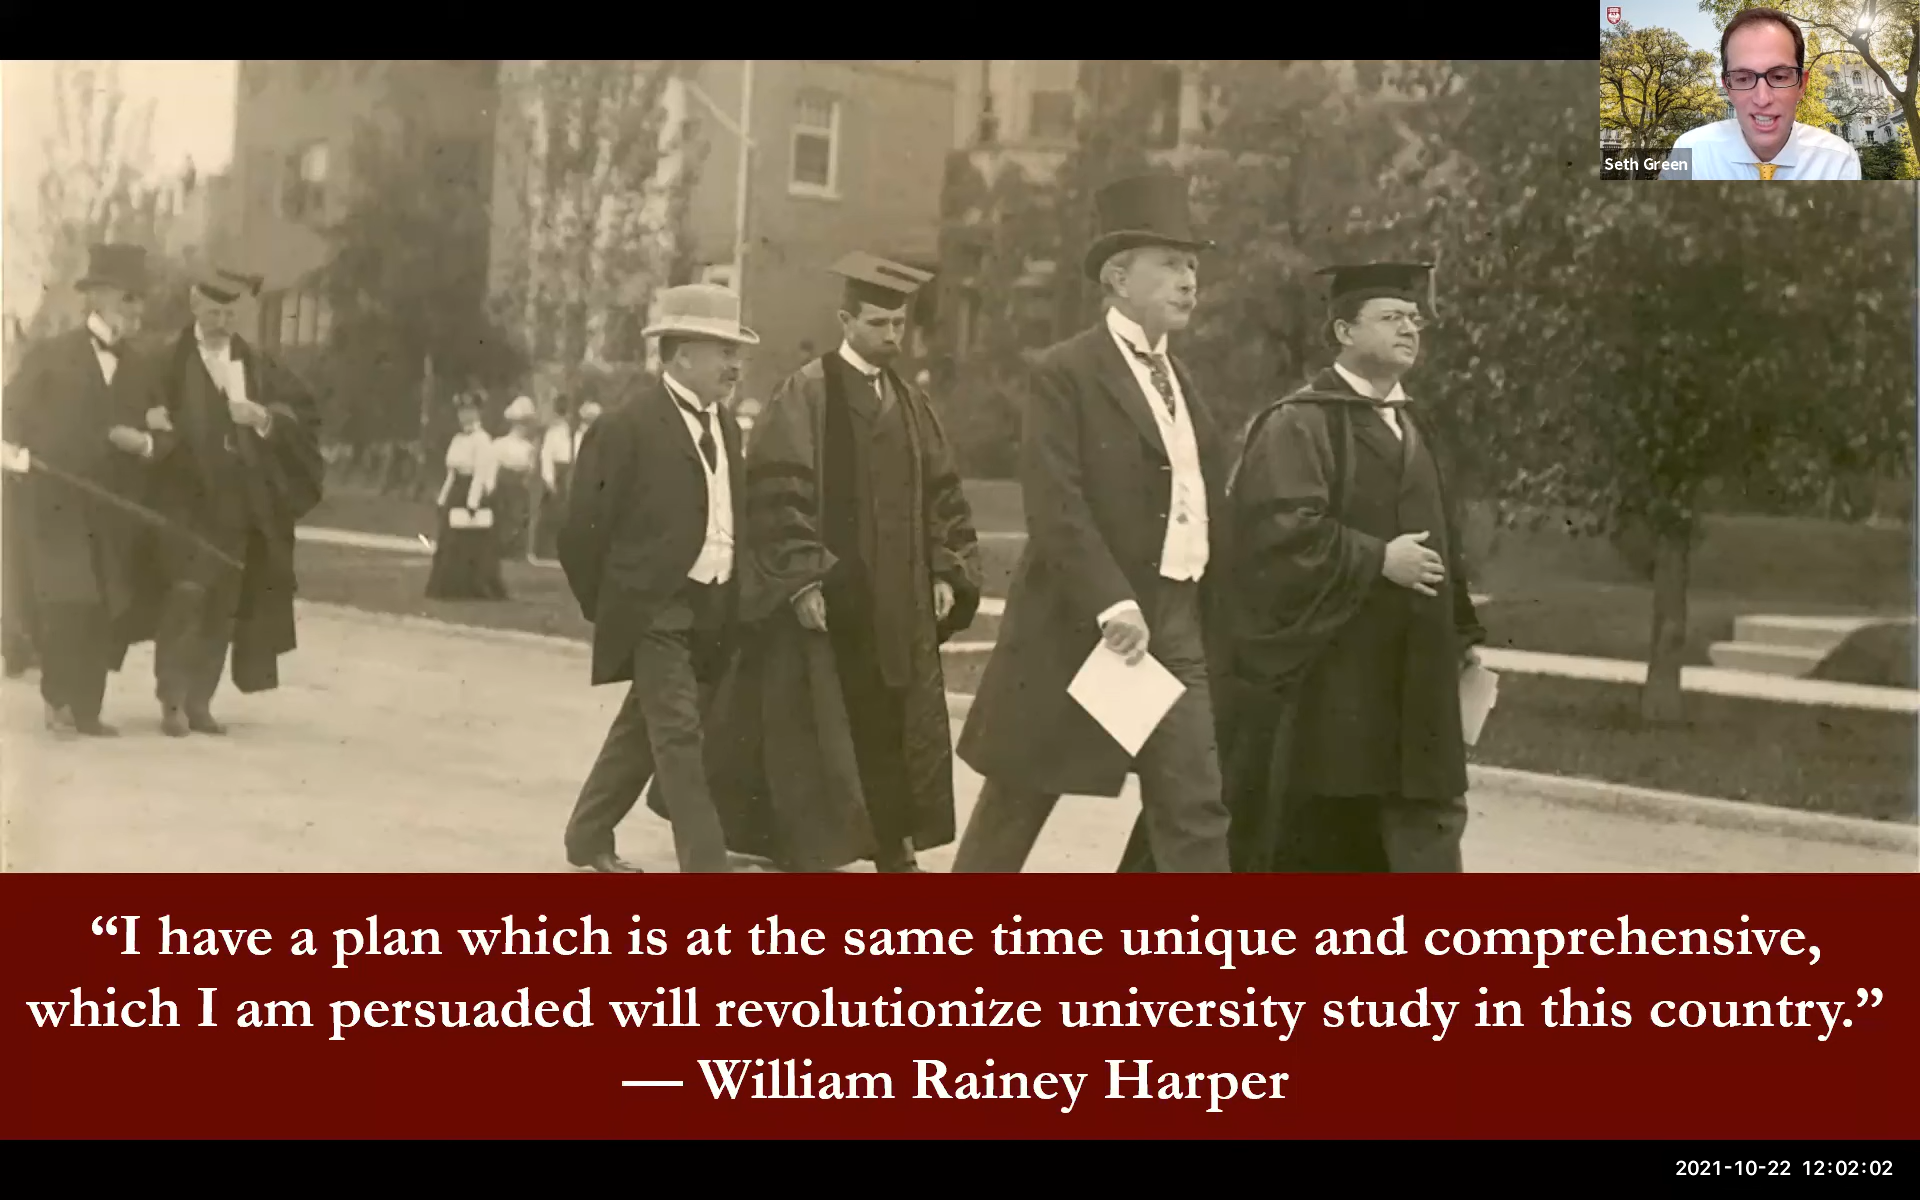 Seth Green
“I have a plan which is at the same time unique and comprehensive,
which I am persuaded will revolutionize university study in this country.”
— William Rainey Harper
2021-10-22 12:02:02